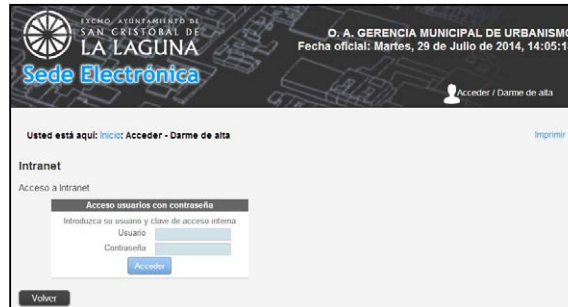 EXCMO. AYUNTAMIENTO DE
SAN CRISTÓBAL DE
LA LAGUNA
Sede Electrónica
O. A. GERENCIA MUNICIPAL DE URBANISMO
Fecha oficial: Martes, 29 de Julio de 2014, 14:05:1
Acceder / Darme de alta
Usted está aquí: Inicio: Acceder - Darme de alta
Imprimir
Intranet
Acceso a Intranet
Acceso usuarios con contraseña
Introduzca su usuario y clave de acceso interna
Usuario
Contraseña
Acceder
Volver